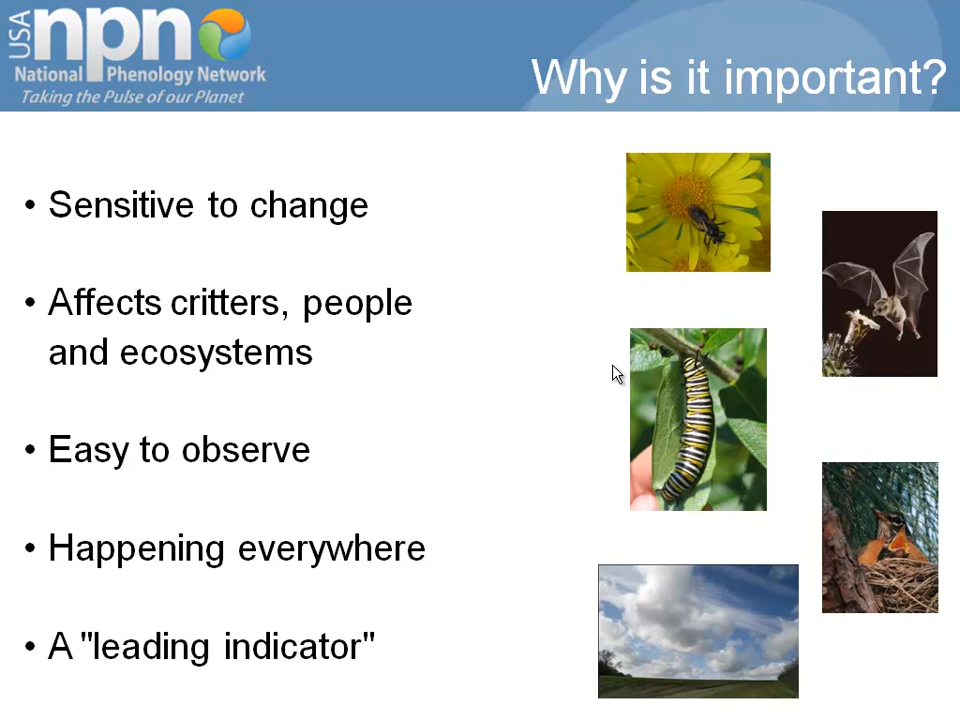 USA npn
National Phenology Network
Taking the Pulse of our Planet
Why is it important?
• Sensitive to change
• Affects critters, people
and ecosystems
• Easy to observe
• Happening everywhere
• A "leading indicator"